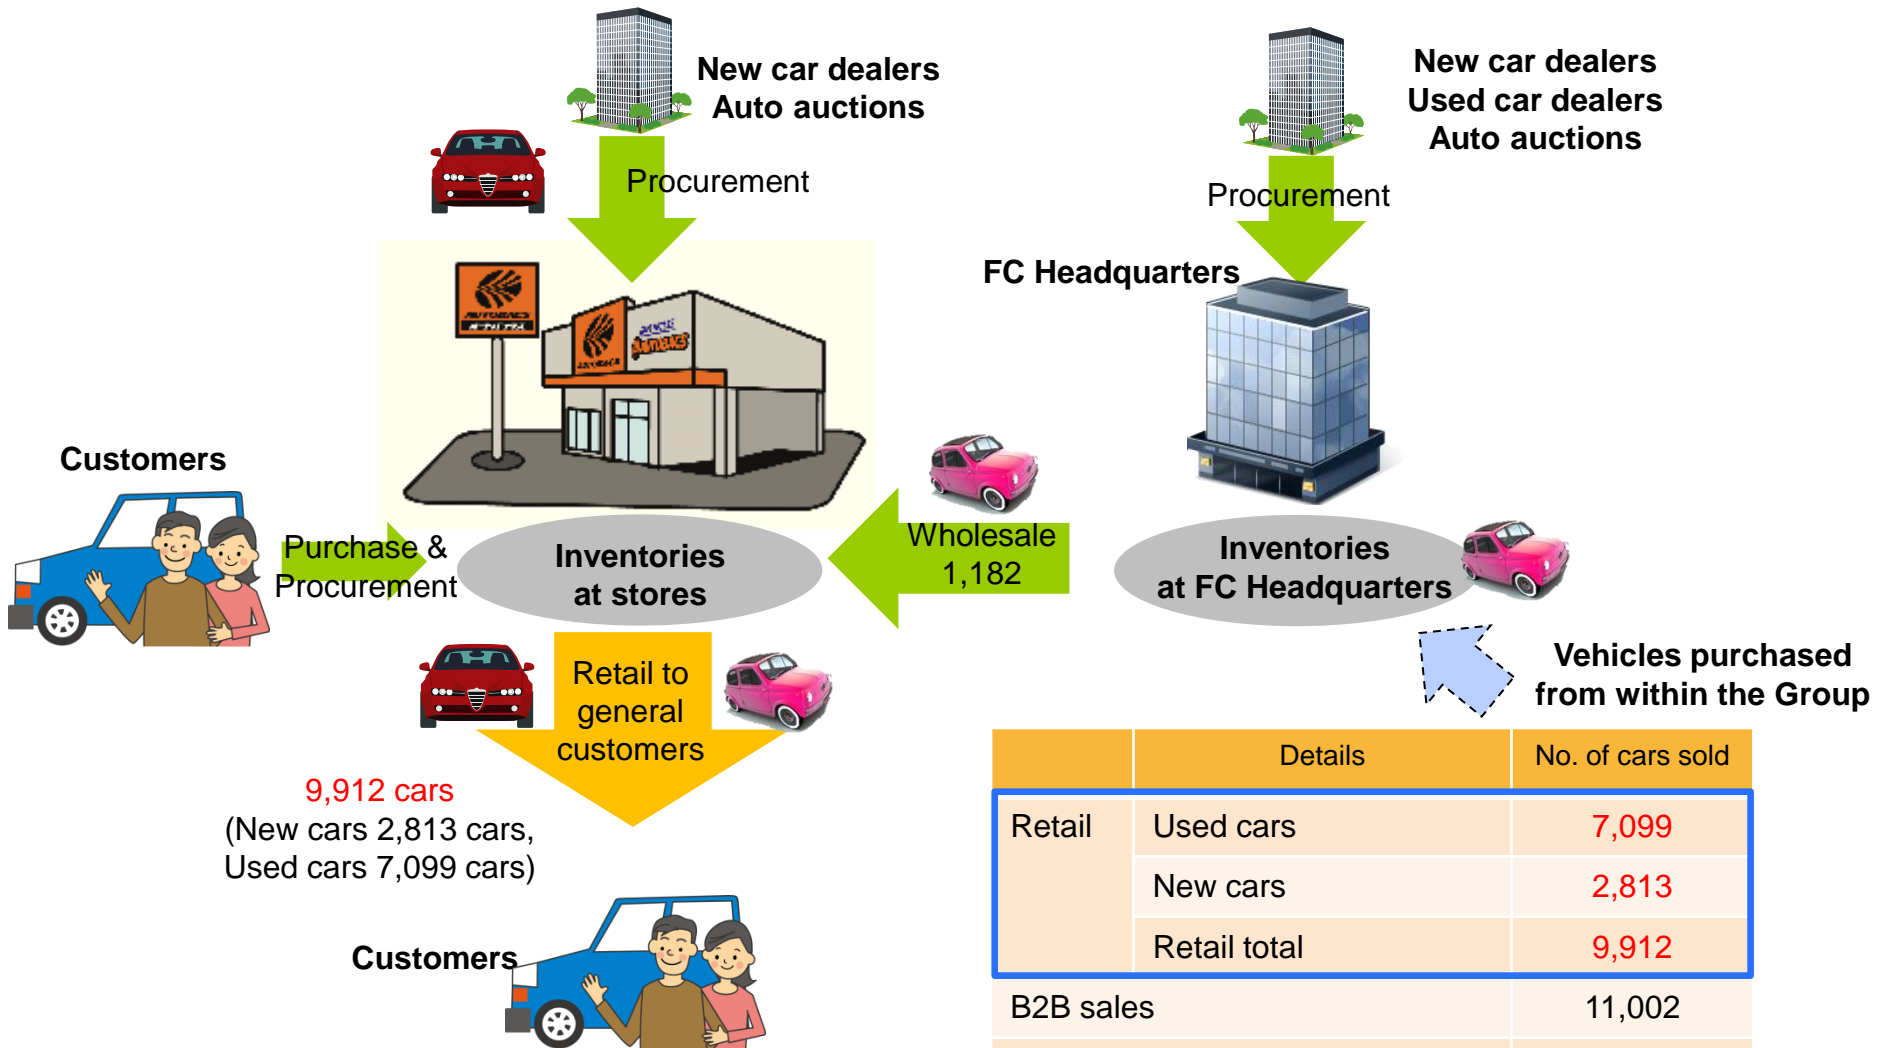 New car dealers
Auto auctions
New car dealers
Used car dealers
Auto auctions
Procurement
Procurement
FC Headquarters
AUTOBACS
Customers
Purchase &
Procurement
Inventories
at stores
Wholesale
1,182
Inventories
at FC Headquarters
Retail to
general
customers
Vehicles purchased
from within the Group
9,912 cars
(New cars 2,813 cars,
Used cars 7,099 cars)
Customers
Details No. of cars sold
Retail Used cars 7,099
New cars 2,813
Retail total 9,912
B2B sales 11,002